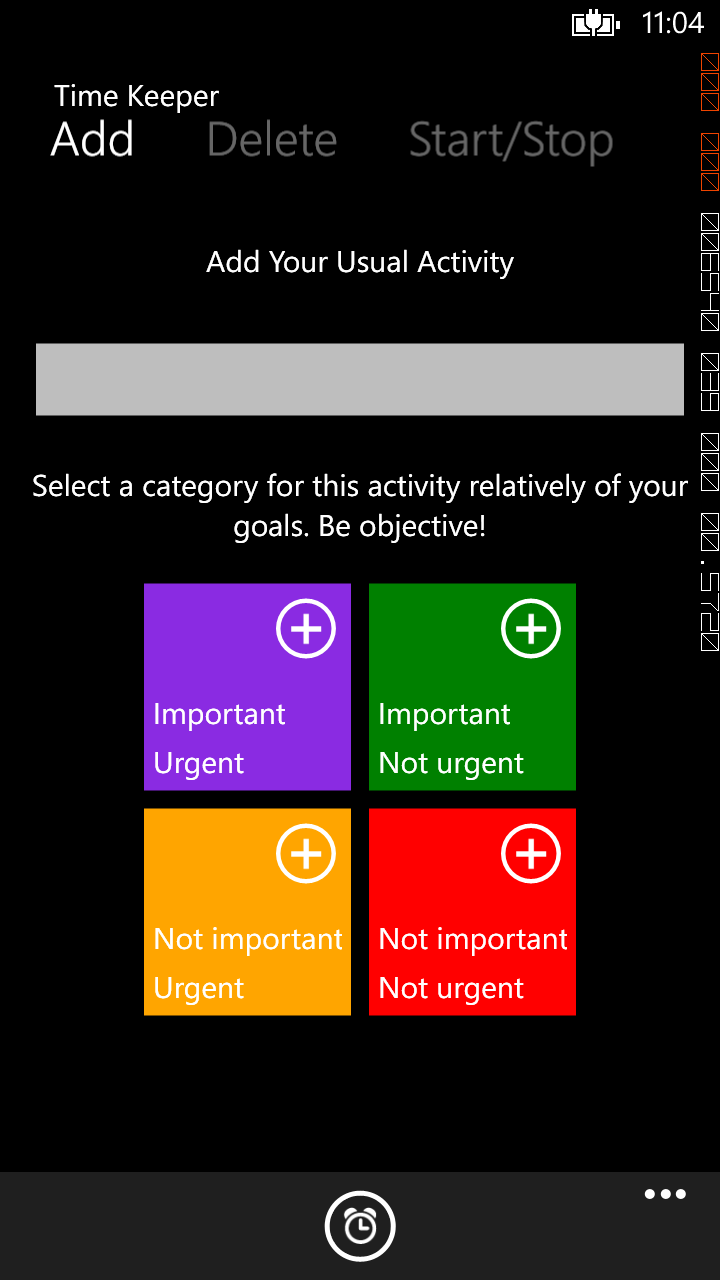 11:04
Time Keeper
Add Delete Start/Stop
Add Your Usual Activity
Select a category for this activity relatively of your
goals. Be objective!
Important
Urgent
Important
Not urgent
Not important
Urgent
Not important
Not urgent